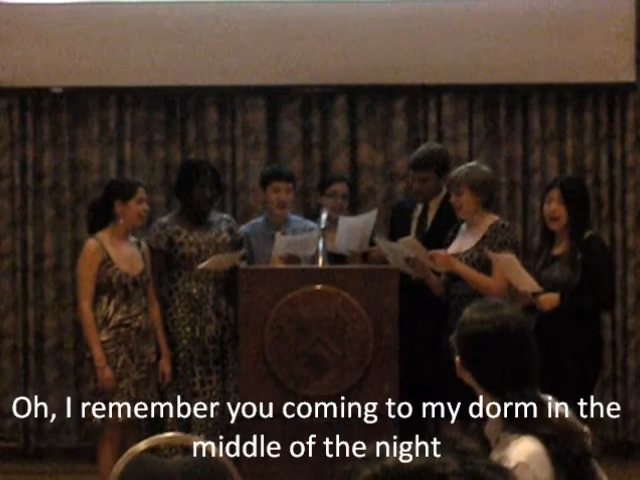 Oh, I remember you coming to my dorm in the
middle of the night